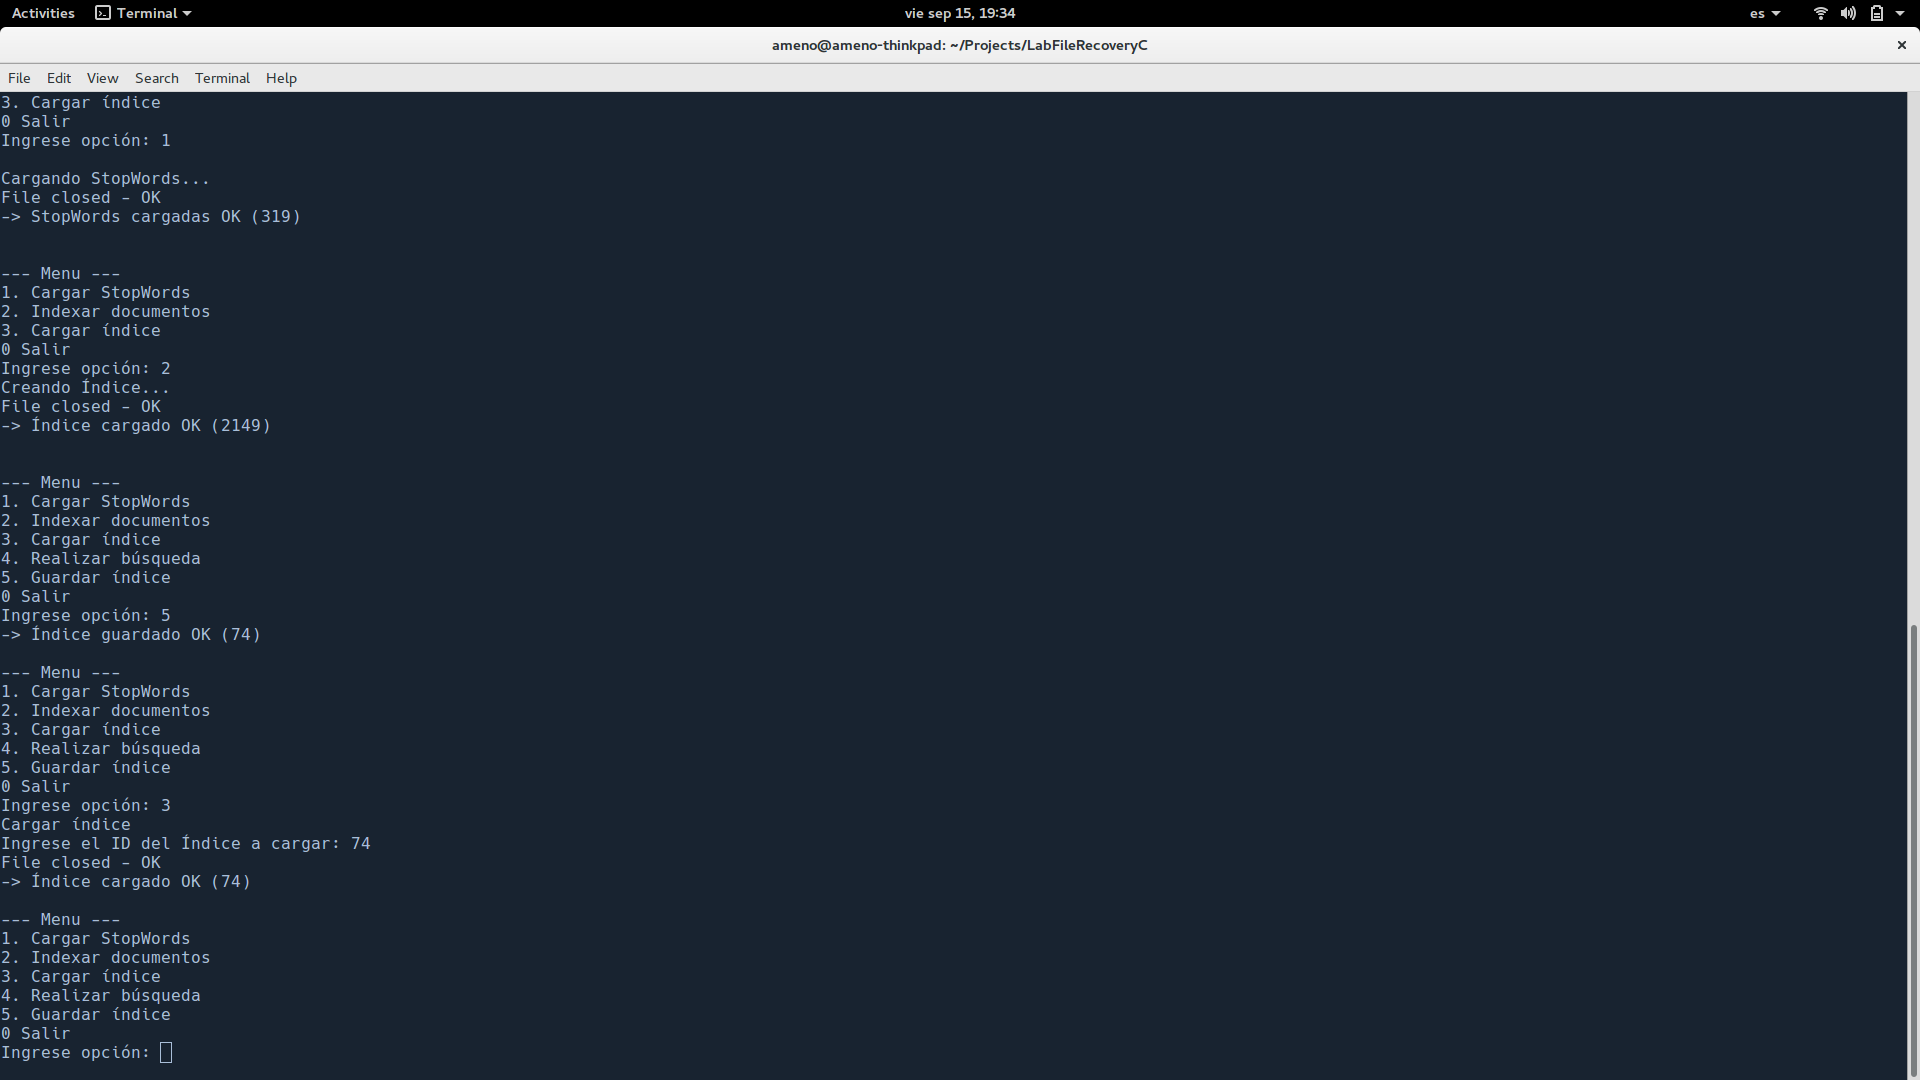 Activities Terminal vie sep 15, 19:34 es
ameno@ameno-thinkpad: ~/Projects/LabFileRecoveryC
File Edit View Search Terminal Help
3. Cargar índice
0 Salir
Ingrese opción: 1
Cargando StopWords...
File closed - OK
-> StopWords cargadas OK (319)
--- Menu ---
1. Cargar StopWords
2. Indexar documentos
3. Cargar índice
0 Salir
Ingrese opción: 2
Creando Índice...
File closed - OK
-> Índice cargado OK (2149)
--- Menu ---
1. Cargar StopWords
2. Indexar documentos
3. Cargar índice
4. Realizar búsqueda
5. Guardar índice
0 Salir
Ingrese opción: 5
-> Índice guardado OK (74)
--- Menu ---
1. Cargar StopWords
2. Indexar documentos
3. Cargar índice
4. Realizar búsqueda
5. Guardar índice
0 Salir
Ingrese opción: 3
Cargar índice
Ingrese el ID del Índice a cargar: 74
File closed - OK
-> Índice cargado OK (74)
--- Menu ---
1. Cargar StopWords
2. Indexar documentos
3. Cargar índice
4. Realizar búsqueda
5. Guardar índice
0 Salir
Ingrese opción: